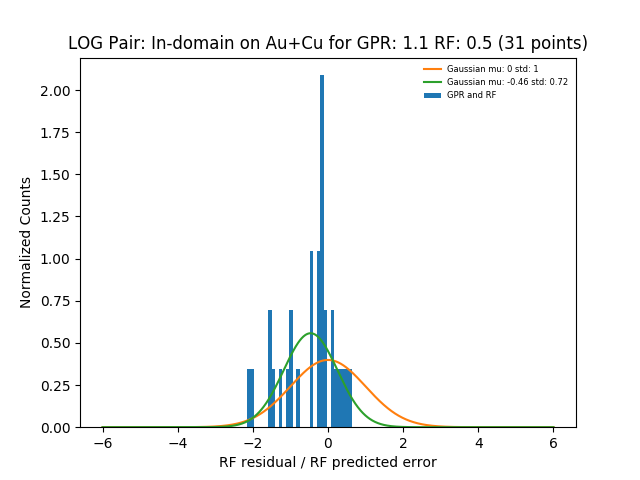 LOG Pair: In-domain on Au+Cu for GPR: 1.1 RF: 0.5 (31 points)
Gaussian mu: 0 std: 1
Gaussian mu: -0.46 std: 0.72
GPR and RF
Normalized Counts
2.00
1.75
1.50
1.25
1.00
0.75
0.50
0.25
0.00
−6
−4
−2
0
2
4
6
RF residual / RF predicted error